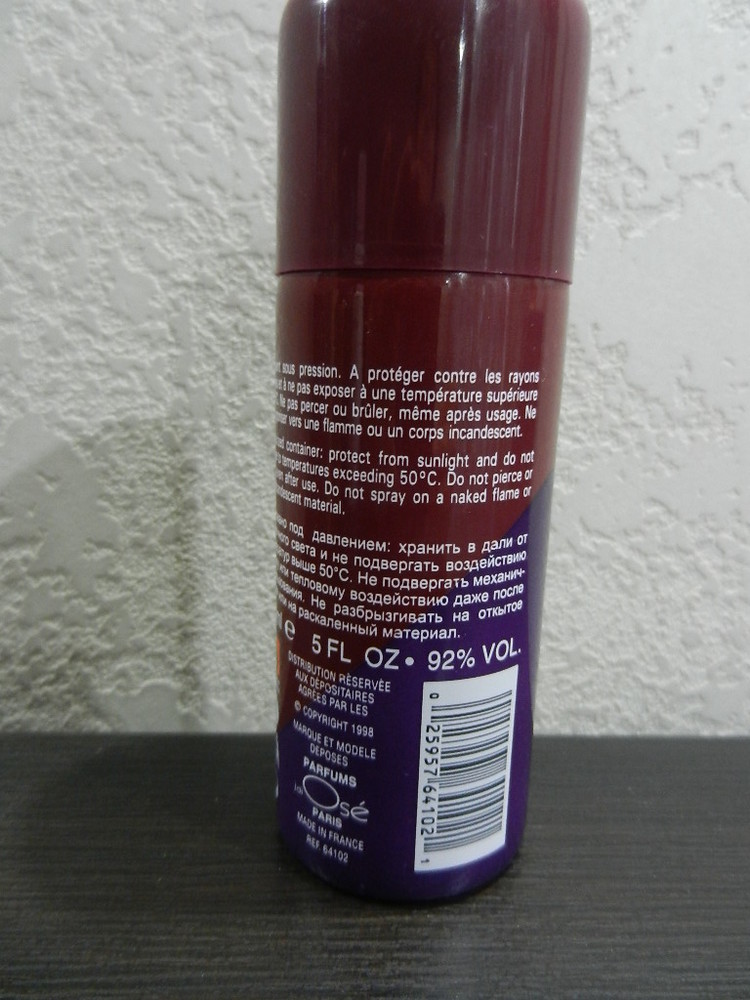 sous pression. A protéger contre les rayons
et à ne pas exposer à une température supérieure
Ne pas percer ou brûler, même après usage. Ne
vers une flamme ou un corps incandescent.
container: protect from sunlight and do not
temperatures exceeding 50°C. Do not pierce or
after use. Do not spray on a naked flame or
material.
под давлением: хранить в дали от
света и не подвергать воздействию
выше 50°C. Не подвергать механич-
или тепловому воздействию даже после
Не разбрызгивать на открытое
на раскаленный материал.
e 5 FL OZ • 92% VOL.
DISTRIBUTION RÉSERVÉE
AUX DÉPOSITAIRES
AGRÉÉS PAR LES
© COPYRIGHT 1998
MARQUE ET MODELE
DEPOSES
PARFUMS
Osé
PARIS
MADE IN FRANCE
REF. 64102
0 25957 64102 1